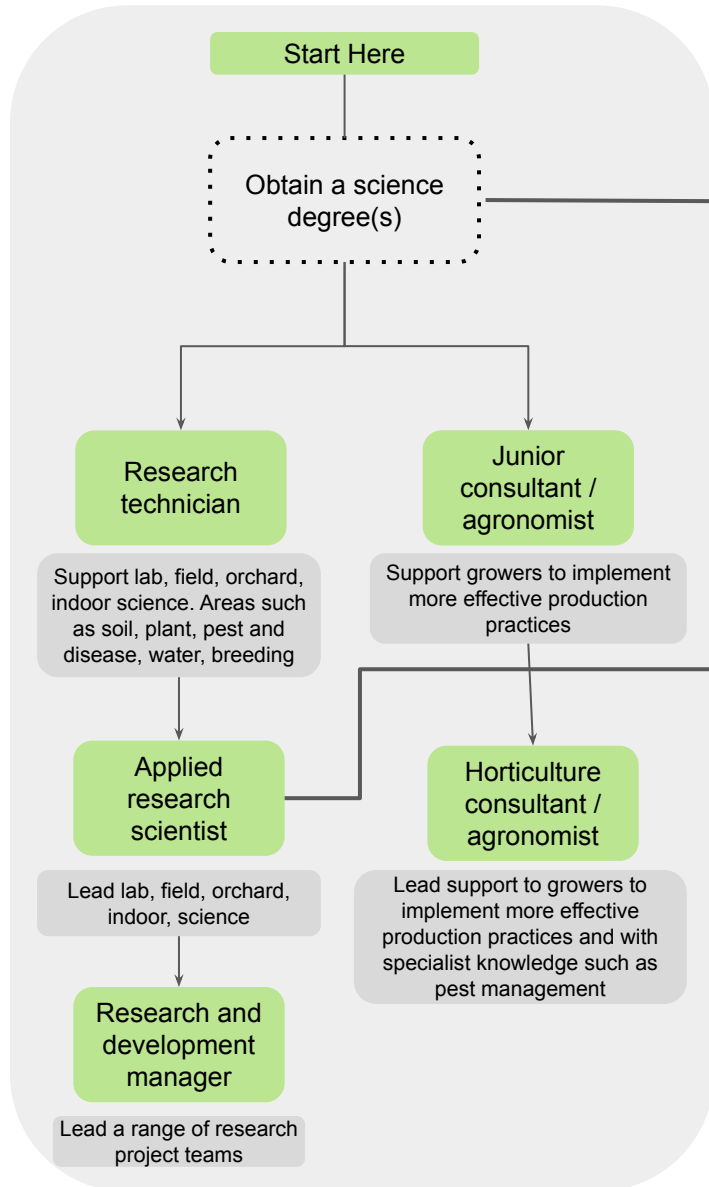 Start Here
Obtain a science
degree(s)
Research
technician
Support lab, field, orchard,
indoor science. Areas such
as soil, plant, pest and
disease, water, breeding
Junior
consultant /
agronomist
Support growers to implement
more effective production
practices
Applied
research
scientist
Lead lab, field, orchard,
indoor, science
Horticulture
consultant /
agronomist
Lead support to growers to
implement more effective
production practices and with
specialist knowledge such as
pest management
Research and
development
manager
Lead a range of research
project teams